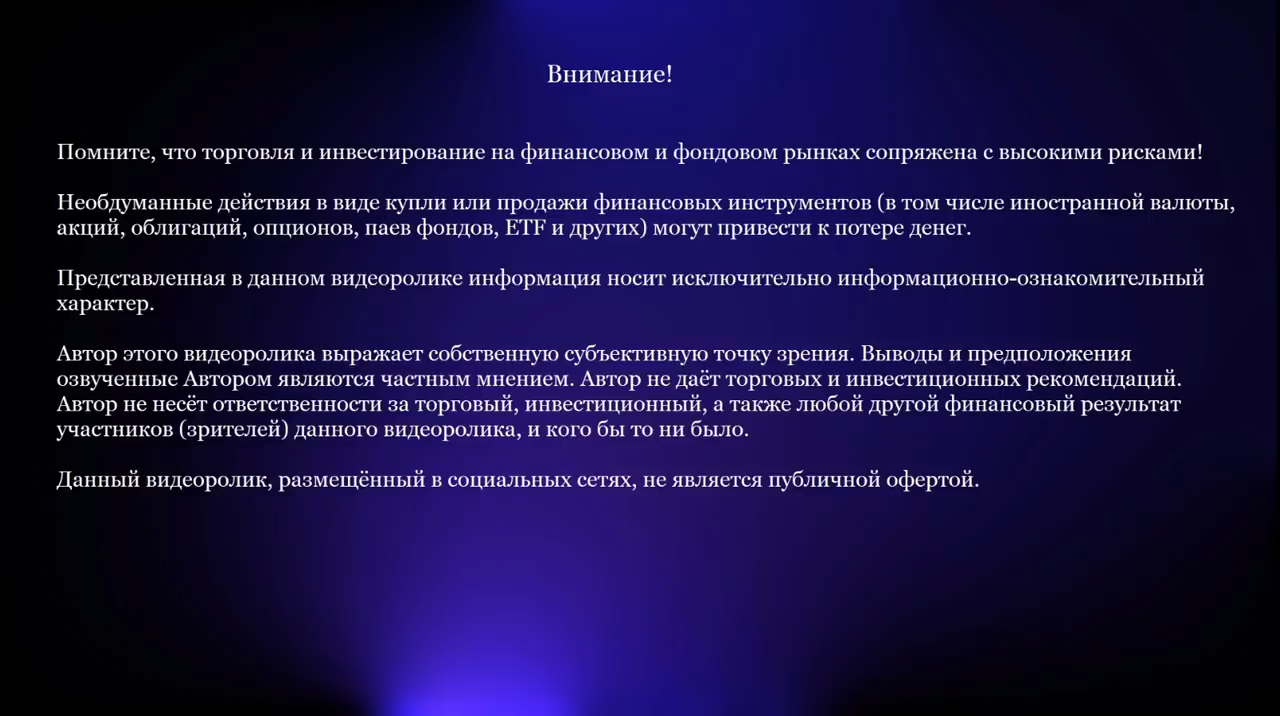 Внимание!
Помните, что торговля и инвестирование на финансовом и фондовом рынках сопряжена с высокими рисками!
Необдуманные действия в виде купли или продажи финансовых инструментов (в том числе иностранной валюты,
акций, облигаций, опционов, паев фондов, ETF и других) могут привести к потере денег.
Представленная в данном видеоролике информация носит исключительно информационно-ознакомительный
характер.
Автор этого видеоролика выражает собственную субъективную точку зрения. Выводы и предположения
озвученные Автором являются частным мнением. Автор не даёт торговых и инвестиционных рекомендаций.
Автор не несёт ответственности за торговый, инвестиционный, а также любой другой финансовый результат
участников (зрителей) данного видеоролика, и кого бы то ни было.
Данный видеоролик, размещённый в социальных сетях, не является публичной офертой.